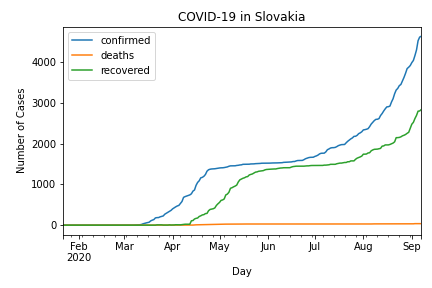 COVID-19 in Slovakia
confirmed
deaths
recovered
Number of Cases
4000
3000
2000
1000
0
Feb
2020
Mar
Apr
May
Jun
Jul
Aug
Sep
Day